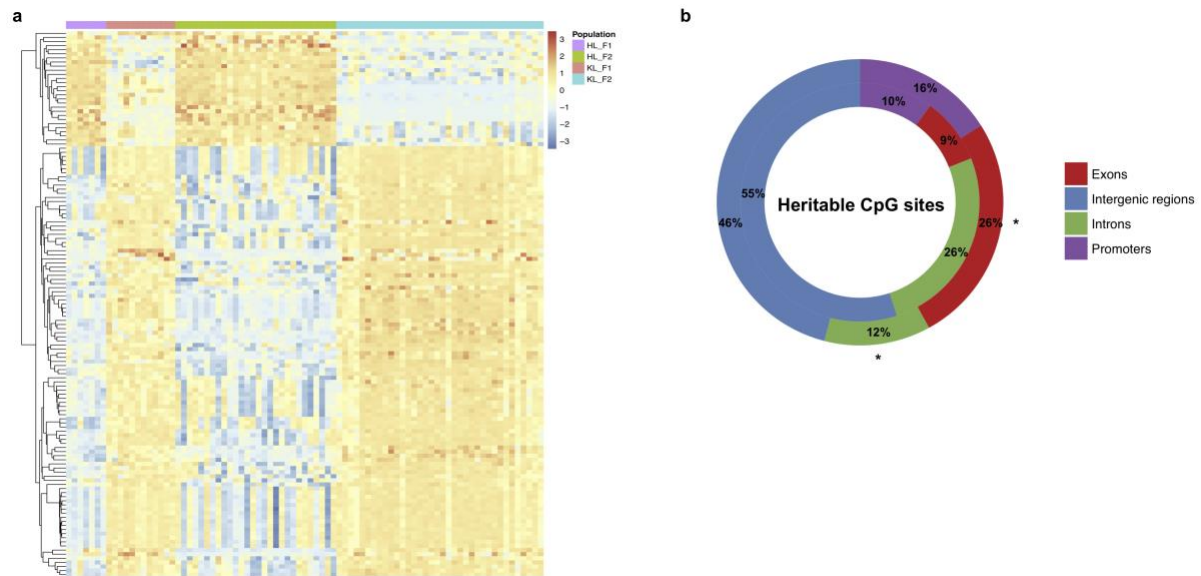 a
Population
HL_F1
HL_F2
KL_F1
KL_F2
3
2
1
0
−1
−2
−3
b
16%
10%
9%
55%
Heritable CpG sites
46%
26%
*
26%
12%
*
Exons
Intergenic regions
Introns
Promoters